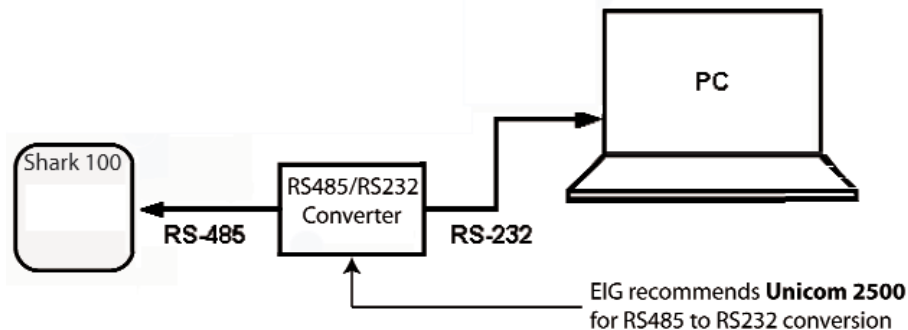 PC
Shark 100
RS485/RS232
Converter
RS-485
RS-232
EIG recommends Unicom 2500
for RS485 to RS232 conversion